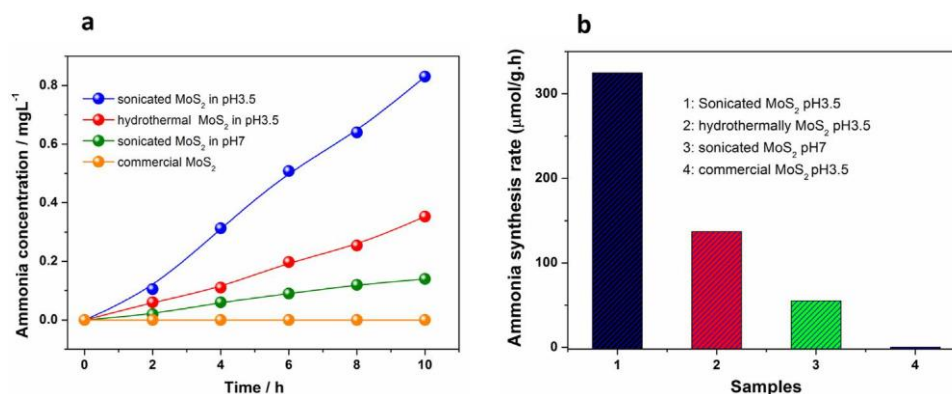 a
Ammonia concentration / mgL⁻¹
0.8
0.6
0.4
0.2
0.0
sonicated MoS₂ in pH3.5
hydrothermal MoS₂ in pH3.5
sonicated MoS₂ in pH7
commercial MoS₂
0 2 4 6 8 10
Time / h
b
Ammonia synthesis rate (μmol/g.h)
300
200
100
0
1: Sonicated MoS₂ pH3.5
2: hydrothermally MoS₂ pH3.5
3: sonicated MoS₂ pH7
4: commercial MoS₂ pH3.5
1 2 3 4
Samples